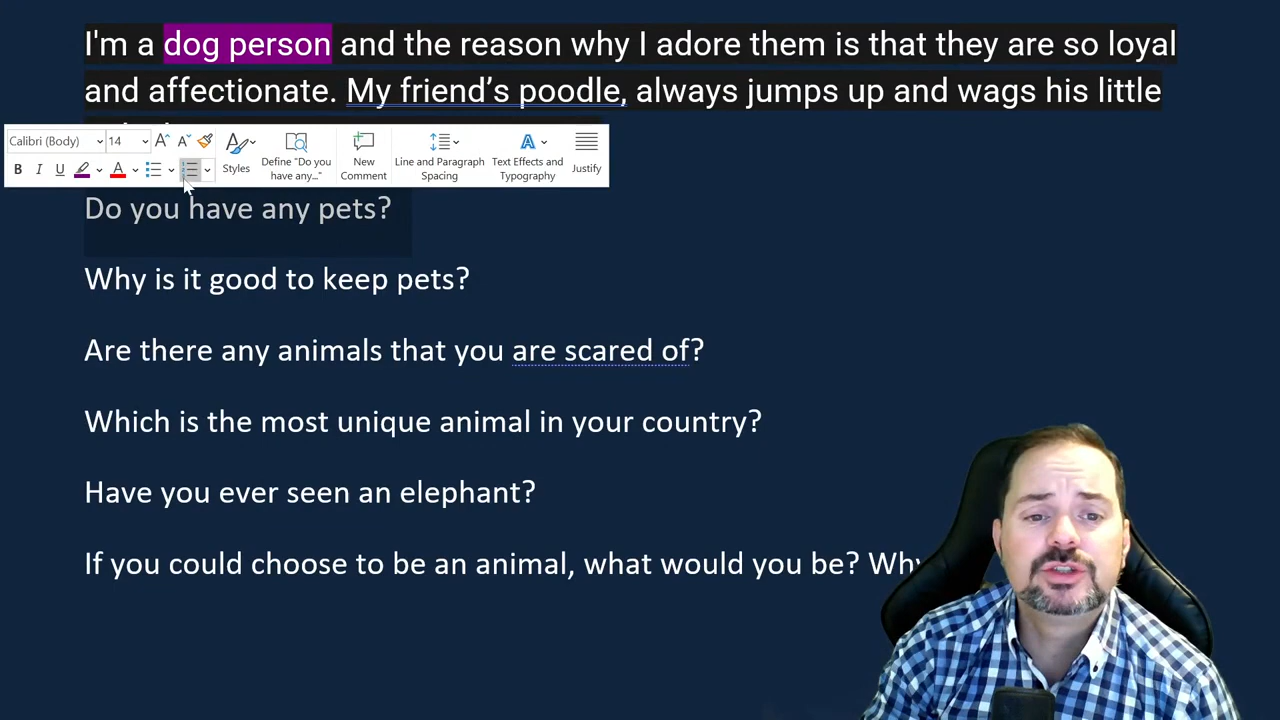 I'm a dog person and the reason why I adore them is that they are so loyal
and affectionate. My friend’s poodle, always jumps up and wags his little
Calibri (Body) 14 A A Styles Define "Do you have any..." New Comment Line and Paragraph Spacing Text Effects and Typography Justify
B I U A
Do you have any pets?
Why is it good to keep pets?
Are there any animals that you are scared of?
Which is the most unique animal in your country?
Have you ever seen an elephant?
If you could choose to be an animal, what would you be? Why